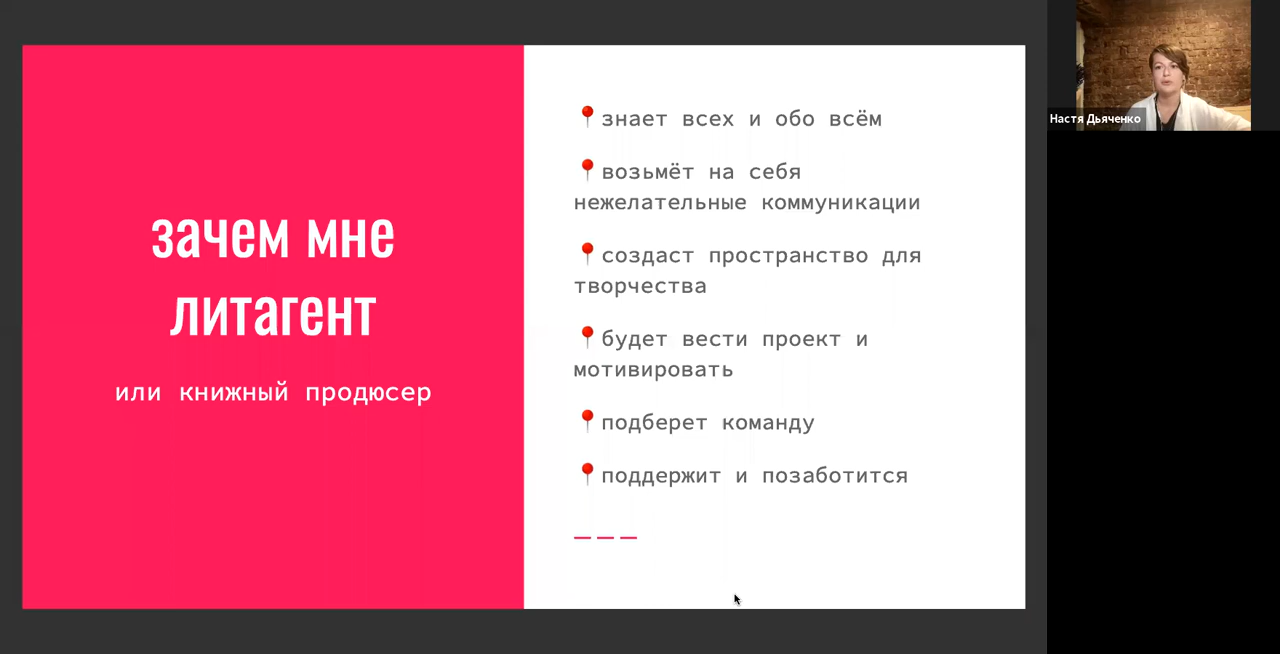 зачем мне
литагент
или книжный продюсер
📍знает всех и обо всём
📍возьмёт на себя
нежелательные коммуникации
📍создаст пространство для
творчества
📍будет вести проект и
мотивировать
📍подберет команду
📍поддержит и позаботится
Настя Дьяченко